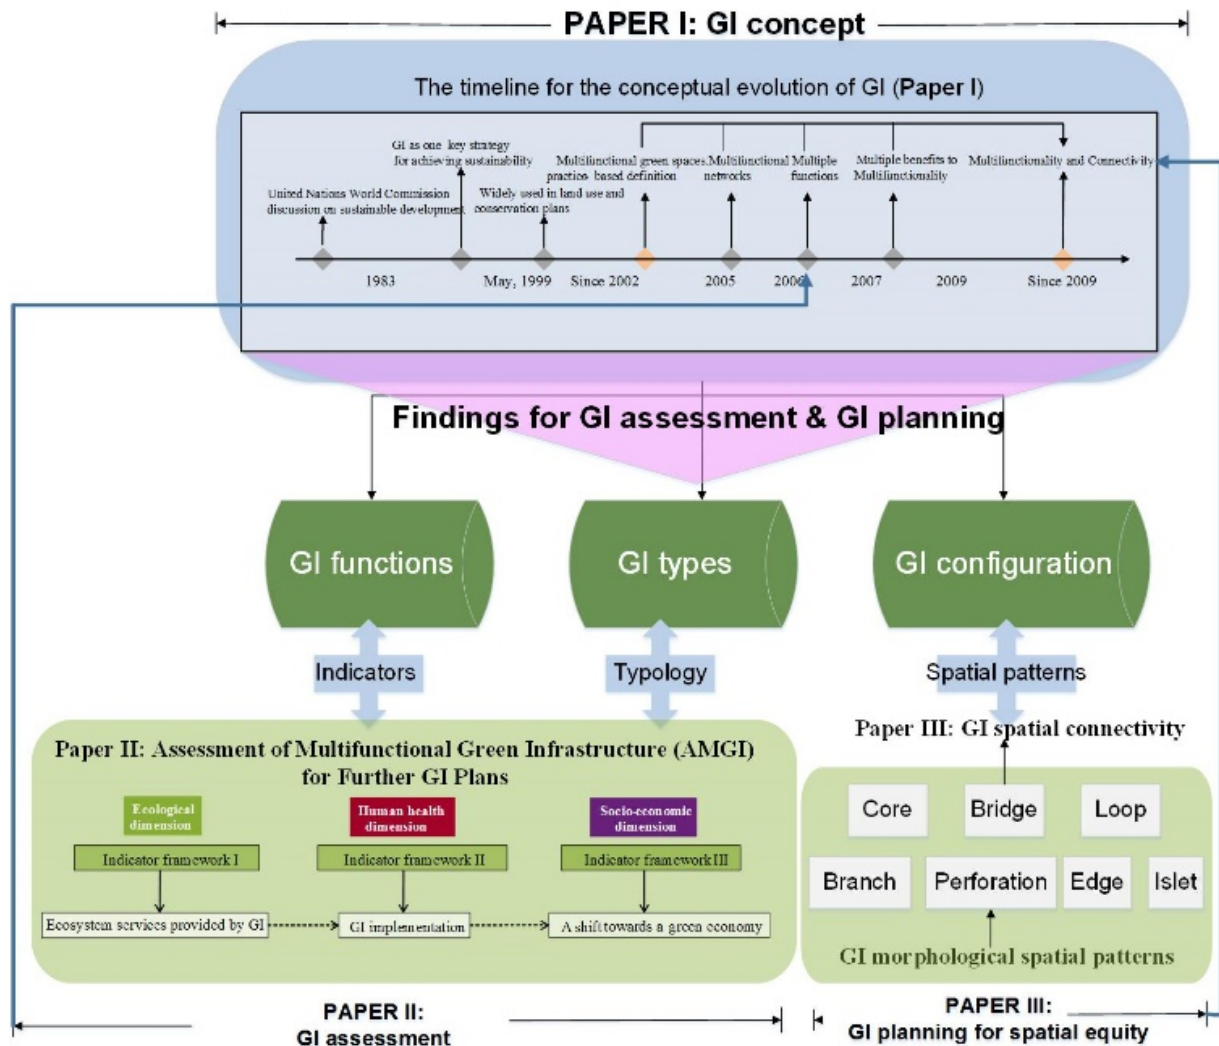 PAPER I: GI concept
The timeline for the conceptual evolution of GI (Paper I)
GI as one key strategy
for achieving sustainability
United Nations World Commission
discussion on sustainable development
Widely used in land use and
conservation plans
Multifunctional green spaces.
practice- based definition
Multifunctional
networks
Multiple
functions
Multiple benefits to
Multifunctionality
Multifunctionality and Connectivity
1983
May, 1999
Since 2002
2005
2006
2007
2009
Since 2009
Findings for GI assessment & GI planning
GI functions
GI types
GI configuration
Indicators
Typology
Spatial patterns
Paper II: Assessment of Multifunctional Green Infrastructure (AMGI)
for Further GI Plans
Ecological
dimension
Human health
dimension
Socio-economic
dimension
Indicator framework I
Indicator framework II
Indicator framework III
Ecosystem services provided by GI
GI implementation
A shift towards a green economy
Paper III: GI spatial connectivity
Core
Bridge
Loop
Branch
Perforation
Edge
Islet
GI morphological spatial patterns
PAPER II:
GI assessment
PAPER III:
GI planning for spatial equity